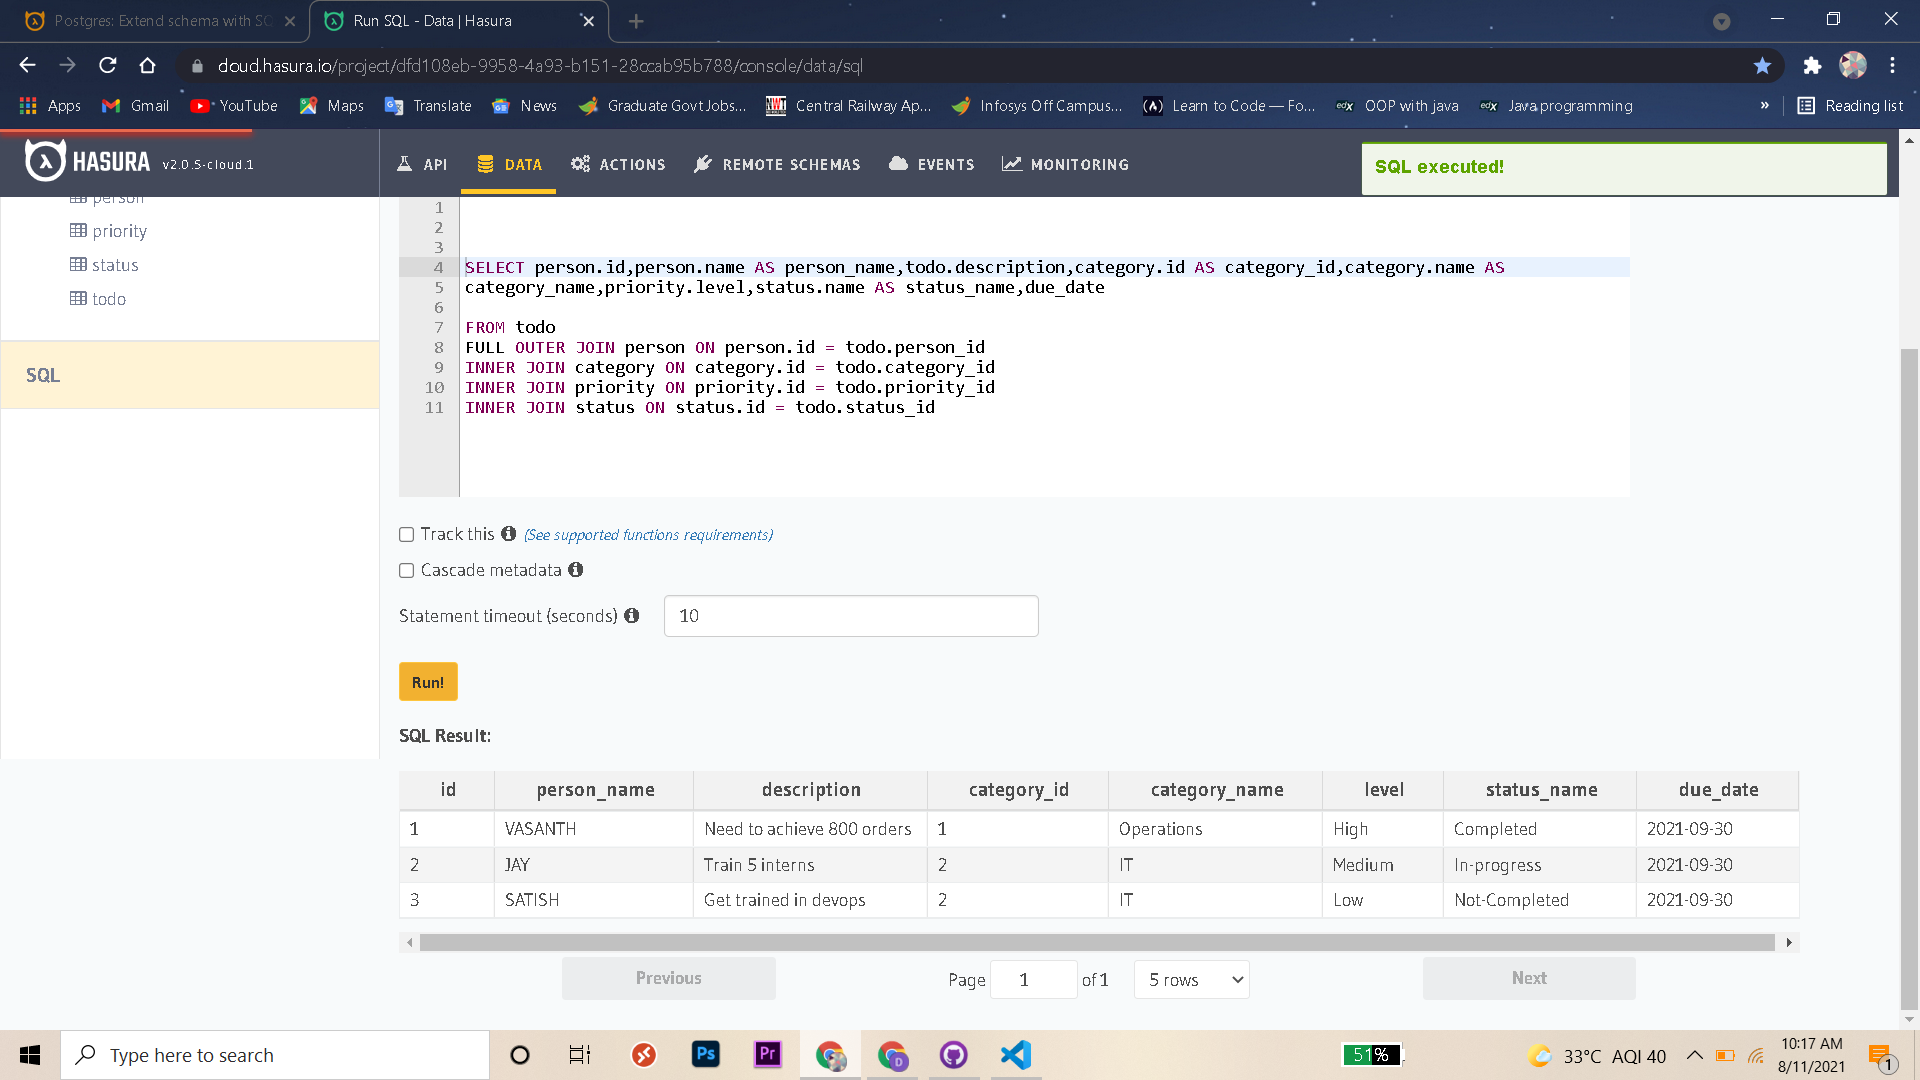 Postgres: Extend schema with SQ
Run SQL - Data | Hasura
cloud.hasura.io/project/dfd108eb-9958-4a93-b151-28ccab95b788/console/data/sql
Apps
Gmail
YouTube
Maps
Translate
News
Graduate Govt Jobs...
Central Railway Ap...
Infosys Off Campus...
Learn to Code — Fo...
OOP with java
Java programming
»
Reading list
HASURA v2.0.5-cloud.1
API
DATA
ACTIONS
REMOTE SCHEMAS
EVENTS
MONITORING
SQL executed!
person
priority
status
todo
SQL
1
2
3
4 SELECT person.id,person.name AS person_name,todo.description,category.id AS category_id,category.name AS
5 category_name,priority.level,status.name AS status_name,due_date
6
7 FROM todo
8 FULL OUTER JOIN person ON person.id = todo.person_id
9 INNER JOIN category ON category.id = todo.category_id
10 INNER JOIN priority ON priority.id = todo.priority_id
11 INNER JOIN status ON status.id = todo.status_id
Track this (See supported functions requirements)
Cascade metadata
Statement timeout (seconds) 10
Run!
SQL Result:
id person_name description category_id category_name level status_name due_date
1 VASANTH Need to achieve 800 orders 1 Operations High Completed 2021-09-30
2 JAY Train 5 interns 2 IT Medium In-progress 2021-09-30
3 SATISH Get trained in devops 2 IT Low Not-Completed 2021-09-30
Previous Page 1 of 1 5 rows Next
Type here to search
Ps
Pr
D
51%
33°C AQI 40
10:17 AM
8/11/2021
1